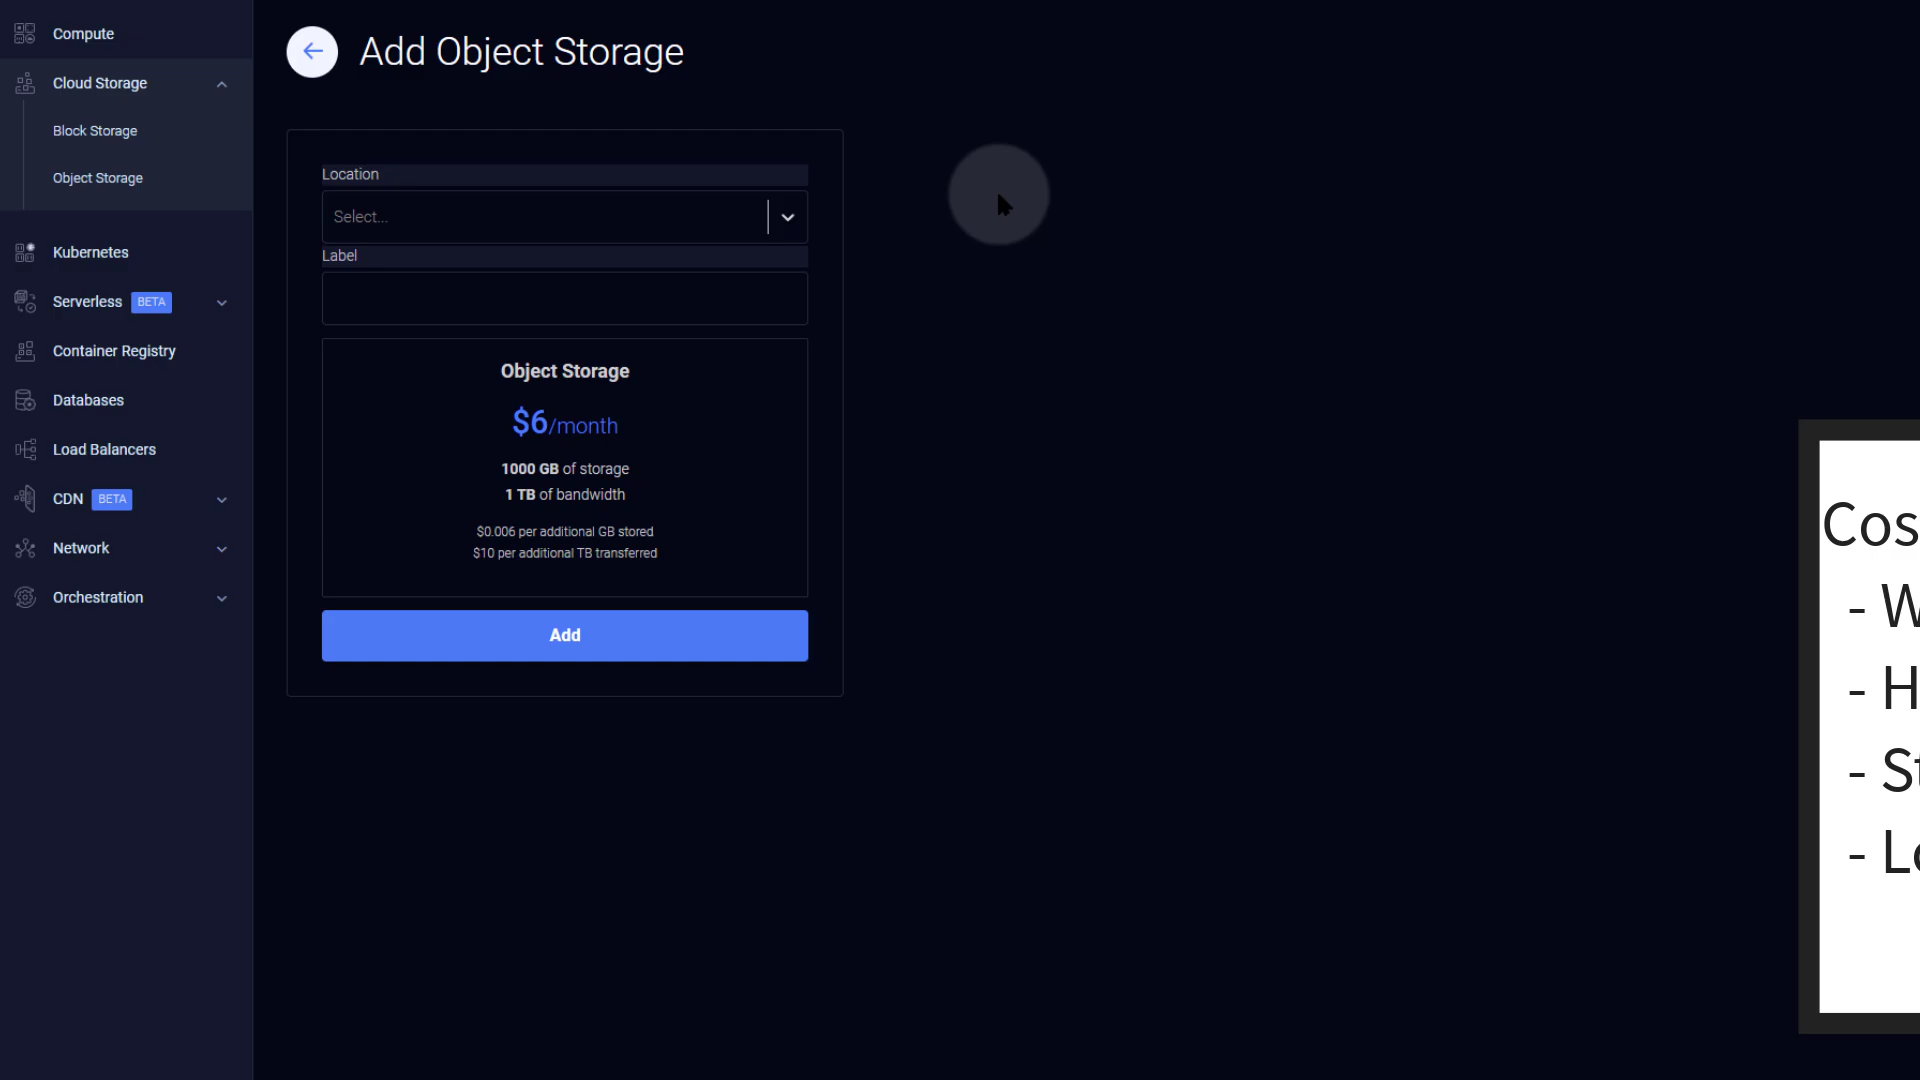 Compute
Cloud Storage
Block Storage
Object Storage
Kubernetes
Serverless BETA
Container Registry
Databases
Load Balancers
CDN BETA
Network
Orchestration
Add Object Storage
Location
Select...
Label
Object Storage
$6/month
1000 GB of storage
1 TB of bandwidth
$0.006 per additional GB stored
$10 per additional TB transferred
Add
Cos
- W
- H
- St
- Lo